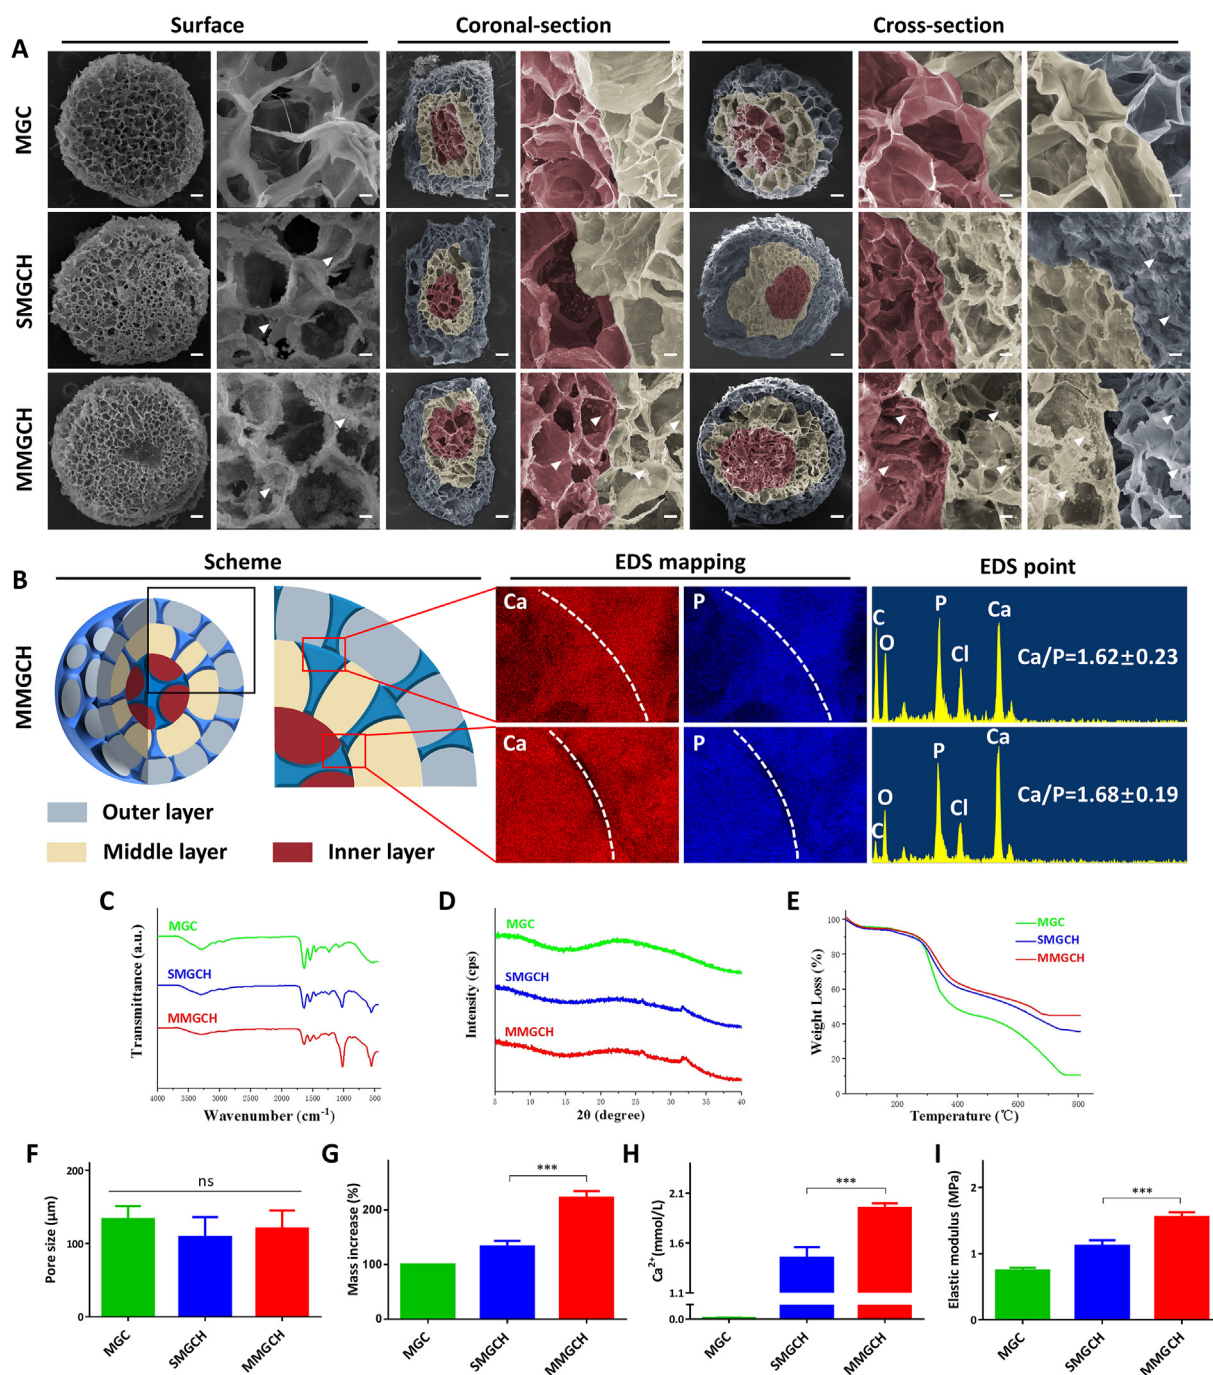 Surface
Coronal-section
Cross-section
A
MGC
SMGCH
MMGCH
B
Scheme
EDS mapping
EDS point
MMGCH
Ca
P
C
O
P
Cl
Ca
Ca/P=1.62±0.23
Ca
P
C
O
P
Cl
Ca
Ca/P=1.68±0.19
Outer layer
Middle layer
Inner layer
C
Transmittance (a.u.)
MGC
SMGCH
MMGCH
4000 3500 3000 2500 2000 1500 1000 500
Wavenumber (cm-1)
D
Intensity (cps)
MGC
SMGCH
MMGCH
5 10 15 20 25 30 35 40
2θ (degree)
E
Weight Loss (%)
100
80
60
40
20
0
MGC
SMGCH
MMGCH
200 400 600 800
Temperature (℃)
F
Pore size (μm)
200
100
0
ns
MGC
SMGCH
MMGCH
G
Mass increase (%)
200
100
0
***
MGC
SMGCH
MMGCH
H
Ca2+(mmol/L)
2.1
1.6
1.1
0.0
***
MGC
SMGCH
MMGCH
I
Elastic modulus (MPa)
2
1
0
***
MGC
SMGCH
MMGCH